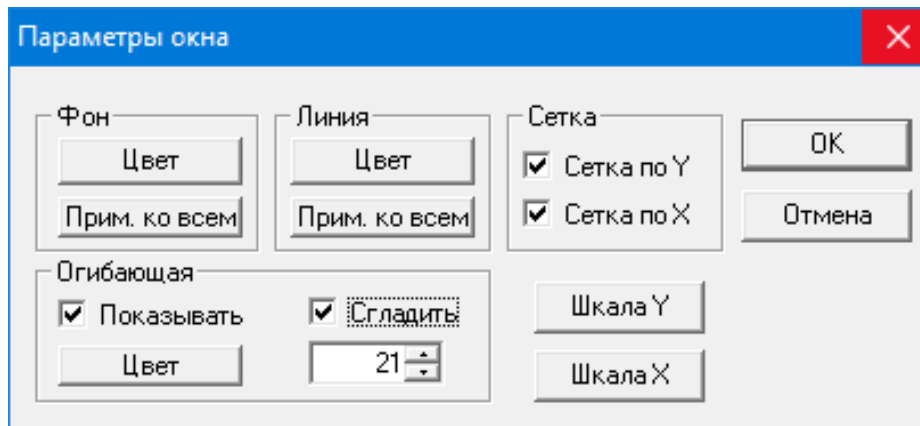 Параметры окна
Фон
Цвет
Прим. ко всем
Линия
Цвет
Прим. ко всем
Сетка
Сетка по Y
Сетка по X
OK
Отмена
Огибающая
Показывать
Сгладить
Цвет
21
Шкала Y
Шкала X